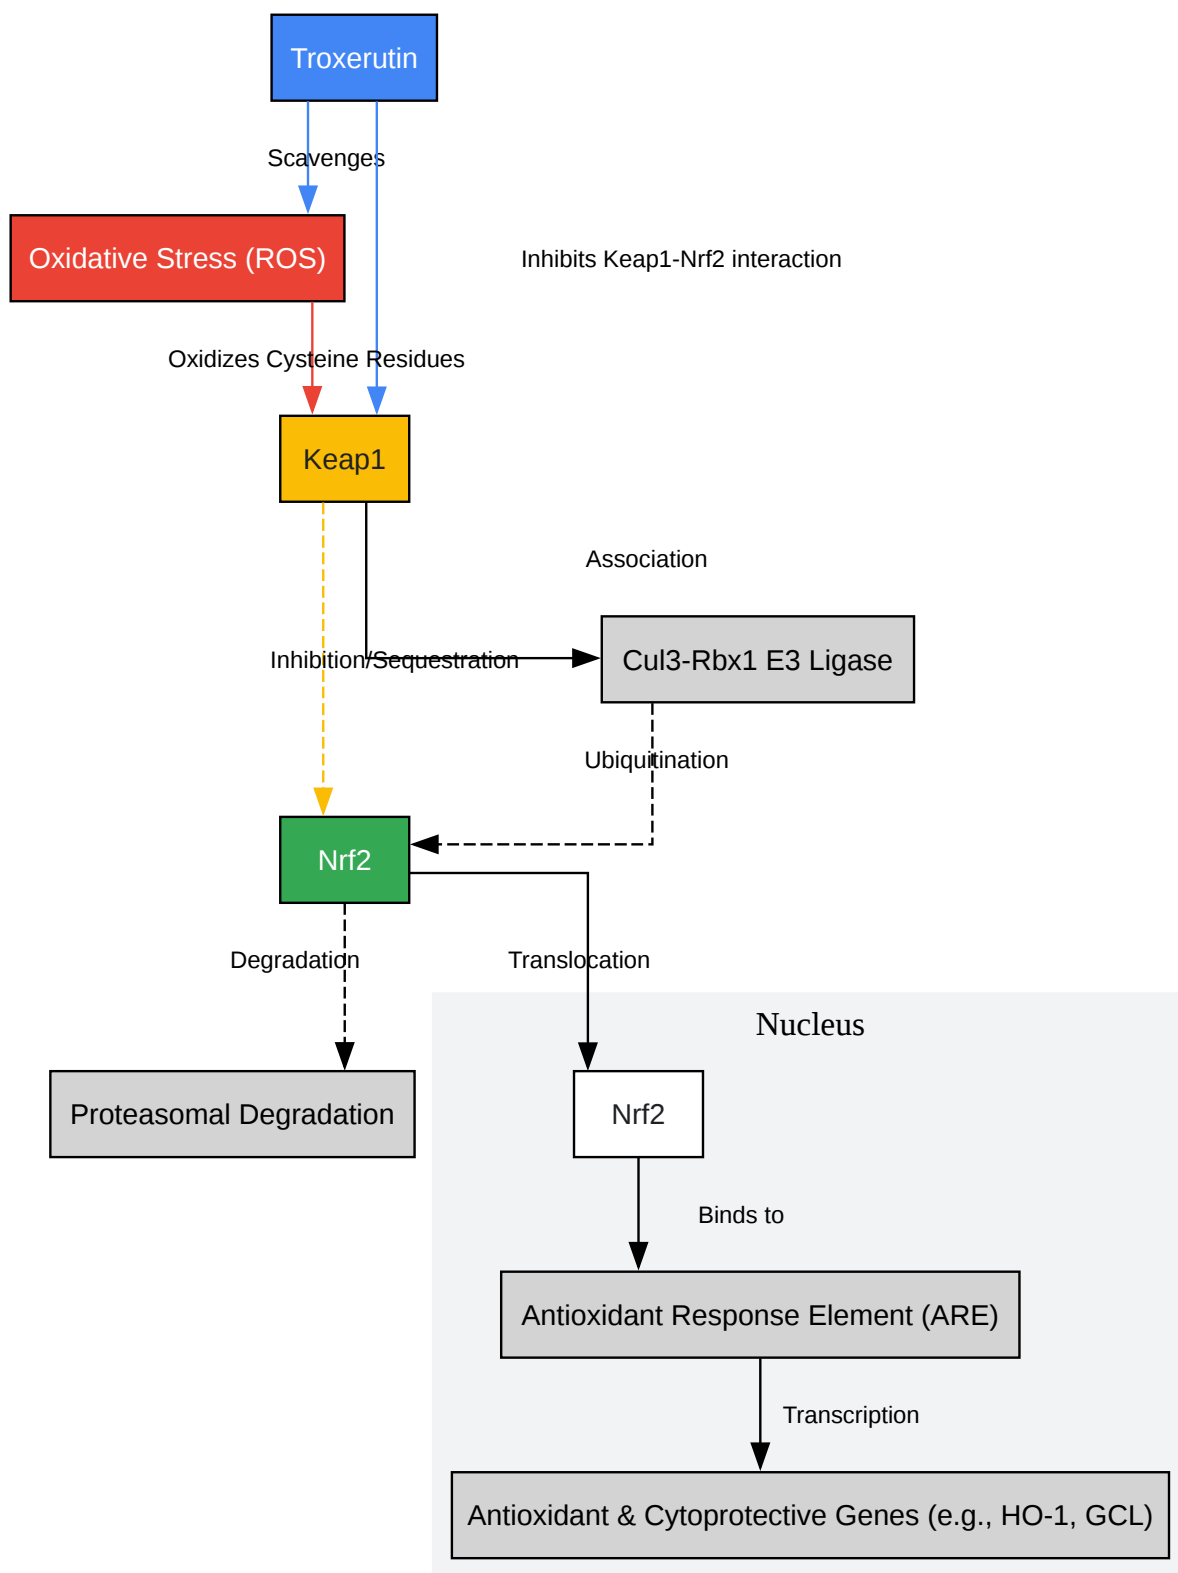 Troxerutin
Scavenges
Oxidative Stress (ROS)
Inhibits Keap1-Nrf2 interaction
Oxidizes Cysteine Residues
Keap1
Association
Inhibition/Sequestration
Cul3-Rbx1 E3 Ligase
Ubiquitination
Nrf2
Degradation
Translocation
Nucleus
Proteasomal Degradation
Nrf2
Binds to
Antioxidant Response Element (ARE)
Transcription
Antioxidant & Cytoprotective Genes (e.g., HO-1, GCL)